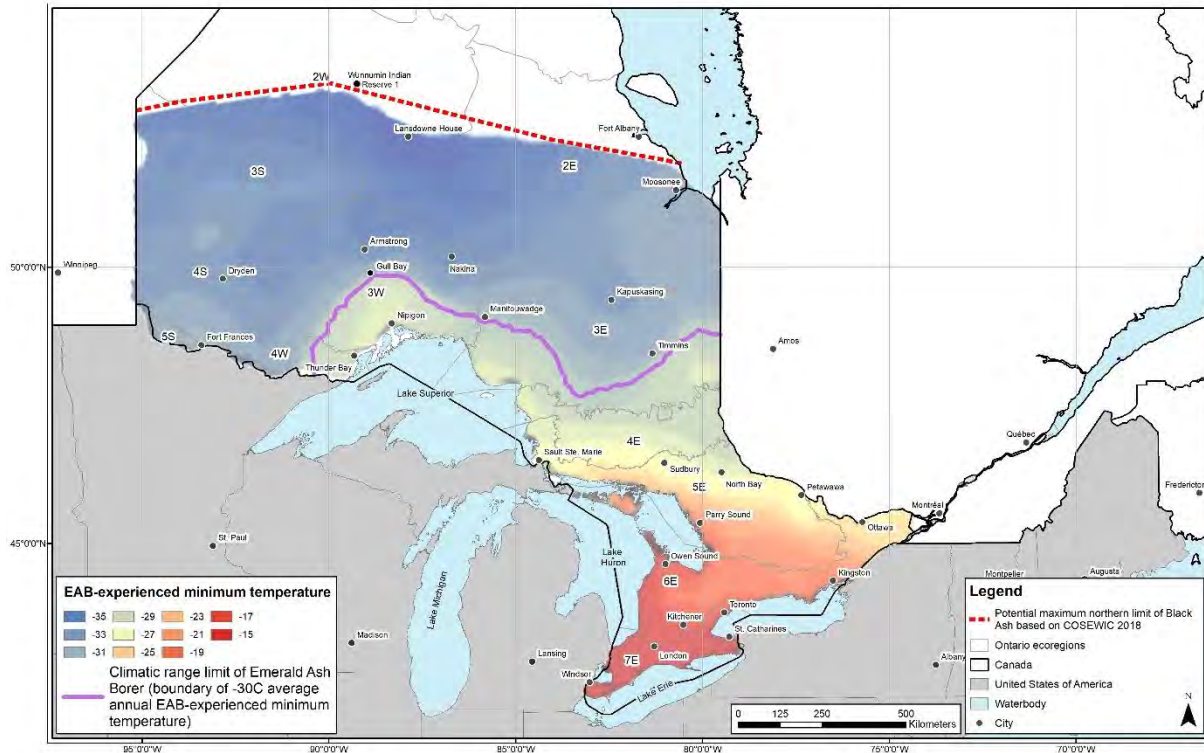 2W
Wunnumin Indian
Reserve 1
Lansdowne House
Fort Albany
3S
2E
Moosonee
Armstrong
50°0'0"N
Winnipeg
4S
Dryden
Gull Bay
Nakina
3W
Kapuskasing
Manitouwadge
Nipigon
3E
5S
Fort Frances
4W
Timmins
Amos
Thunder Bay
Lake Superior
4E
Québec
Sault Ste. Marie
Sudbury
North Bay
5E
Petawawa
Fredericton
Montréal
Parry Sound
Ottawa
45°0'0"N
St. Paul
Lake
Huron
Owen Sound
Kingston
Montpelier
Augusta
6E
Lake Michigan
Toronto
Kitchener
St. Catharines
Madison
Lansing
7E
London
Albany
Windsor
Lake Erie
EAB-experienced minimum temperature
-35
-29
-23
-17
-33
-27
-21
-15
-31
-25
-19
Climatic range limit of Emerald Ash
Borer (boundary of -30C average
annual EAB-experienced minimum
temperature)
Legend
Potential maximum northern limit of Black
Ash based on COSEWIC 2018
Ontario ecoregions
Canada
United States of America
Waterbody
City
N
0 125 250 500
Kilometers
95°0'0"W
90°0'0"W
85°0'0"W
80°0'0"W
75°0'0"W
70°0'0"W